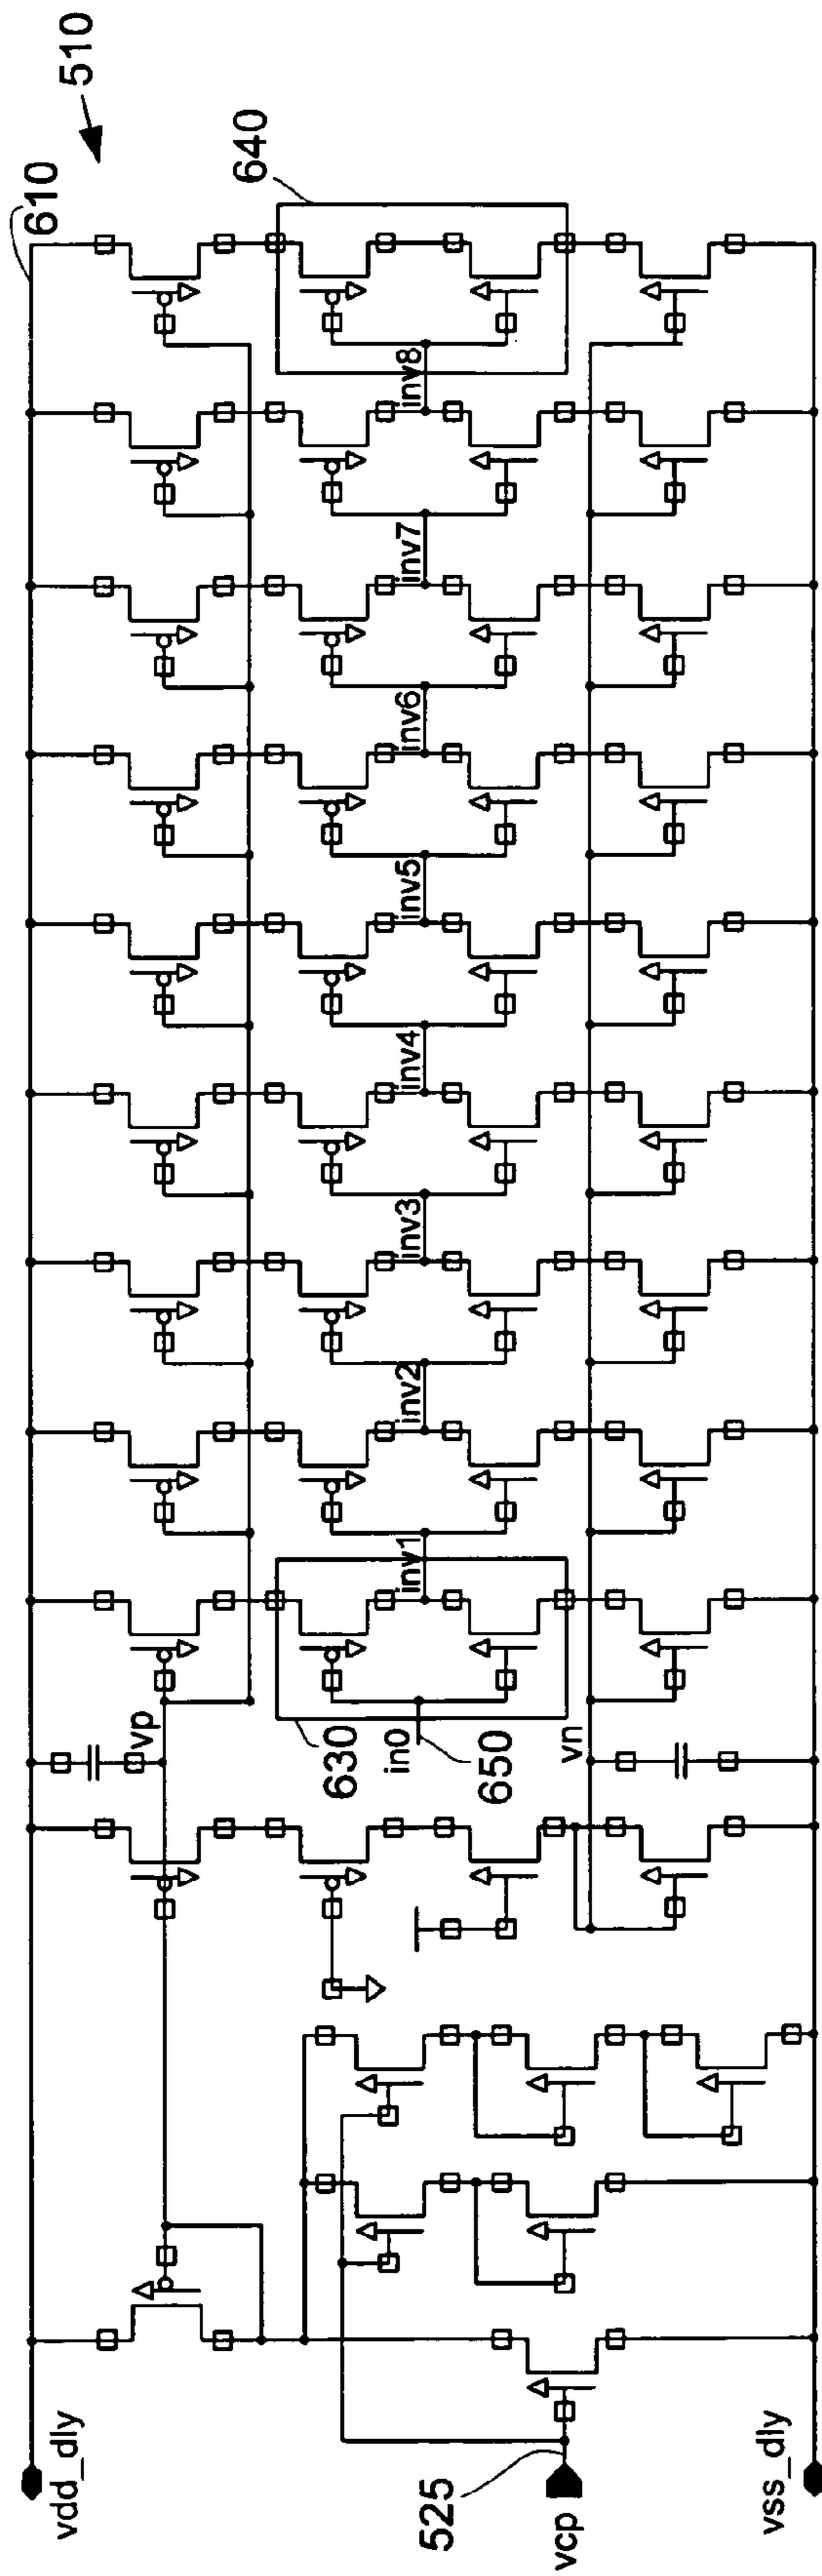 510
610
640
vdd_dly
vp
inv1
inv2
inv3
inv4
inv5
inv6
inv7
inv8
630
in0
650
vn
525
vcp
vss_dly